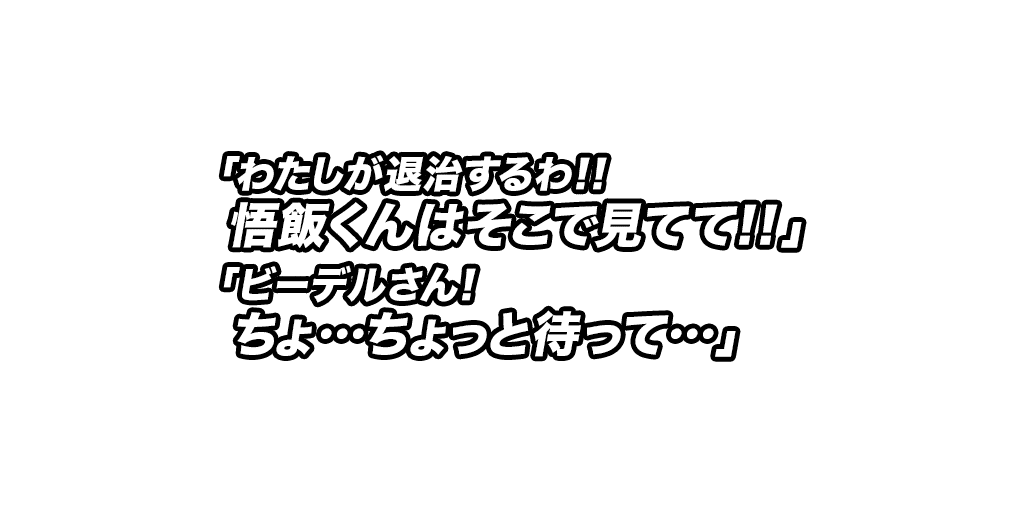 「わたしが退治するわ!!
悟飯くんはそこで見てて!!」
「ビーデルさん!
ちょ…ちょっと待って…」